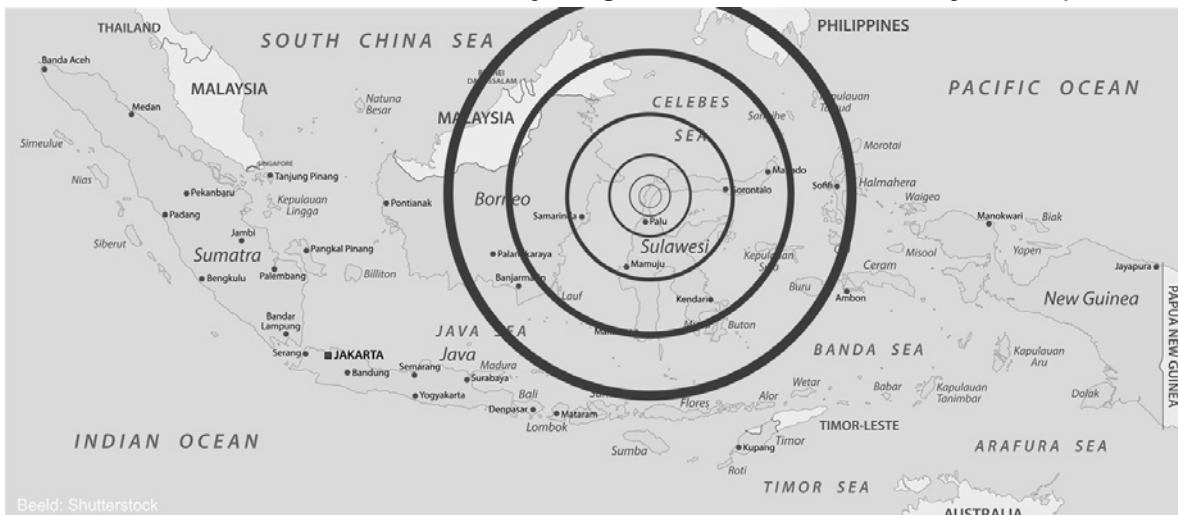 THAILAND
SOUTH CHINA SEA
PHILIPPINES
Banda Aceh
MALAYSIA
PACIFIC OCEAN
Medan
Natuna
Besar
MALAYSIA
CELEBES
SEA
Simeulue
Morotai
SINGAPORE
Tanjung Pinang
Nias
Pekanbaru
Kepulauan
Lingga
Pontianak
Borneo
Gorontalo
Sofifi
Halmahera
Waigeo
Padang
Samarinda
Palu
Manokwari
Biak
Siberut
Jambi
Sumatra
Pangkal Pinang
Palangkaraya
Sulawesi
Kepulauan
Misool
Yapen
Palembang
Billiton
Mamuju
Ceram
Jayapura
Bengkulu
Banjarmasin
Buru
Ambon
New Guinea
PAPUA NEW GUINEA
Laut
Kendari
Bandar
Lampung
JAVA SEA
Buton
BANDA SEA
Serang
JAKARTA
Java
Madura
Kapulauan
Aru
Bandung
Semarang
Surabaya
Wetar
Babar
Kapulauan
Tanimbar
Dolak
Yogyakarta
Bali
Flores
Alor
Denpasar
Mataram
Lombok
TIMOR-LESTE
INDIAN OCEAN
Sumba
Kupang
Timor
ARAFURA SEA
Roti
TIMOR SEA
Beeld: Shutterstock
AUSTRALIA